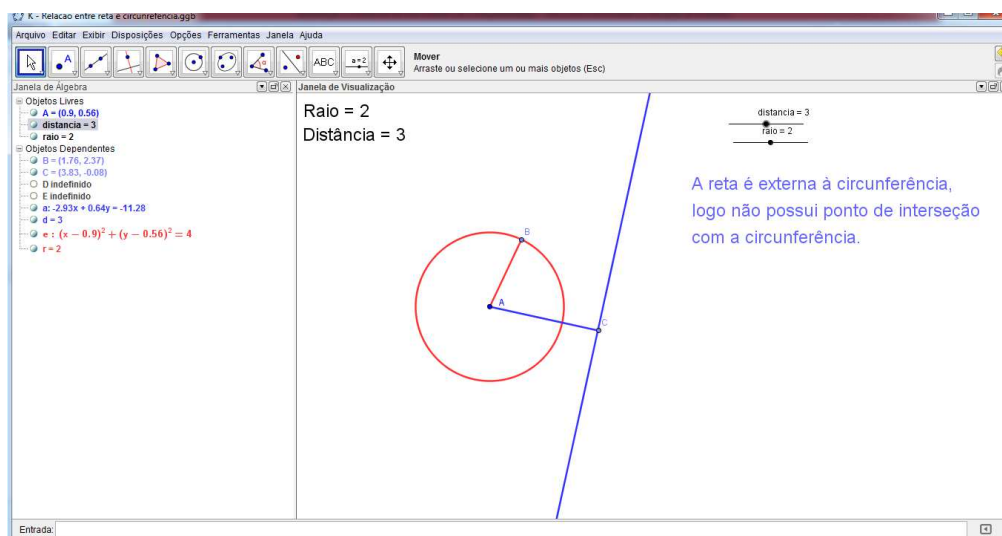 K - Relacao entre reta e circunrefencia.ggb
Arquivo Editar Exibir Disposições Opções Ferramentas Janela Ajuda
A
ABC
a=2
Mover
Arraste ou selecione um ou mais objetos (Esc)
Janela de Álgebra
Janela de Visualização
Objetos Livres
A = (0.9, 0.56)
distancia = 3
raio = 2
Objetos Dependentes
B = (1.76, 2.37)
C = (3.83, -0.08)
D indefinido
E indefinido
a: -2.93x + 0.64y = -11.28
d = 3
e : (x − 0.9)² + (y − 0.56)² = 4
r = 2
Raio = 2
Distância = 3
distancia = 3
raio = 2
A reta é externa à circunferência,
logo não possui ponto de interseção
com a circunferência.
B
A
C
Entrada: